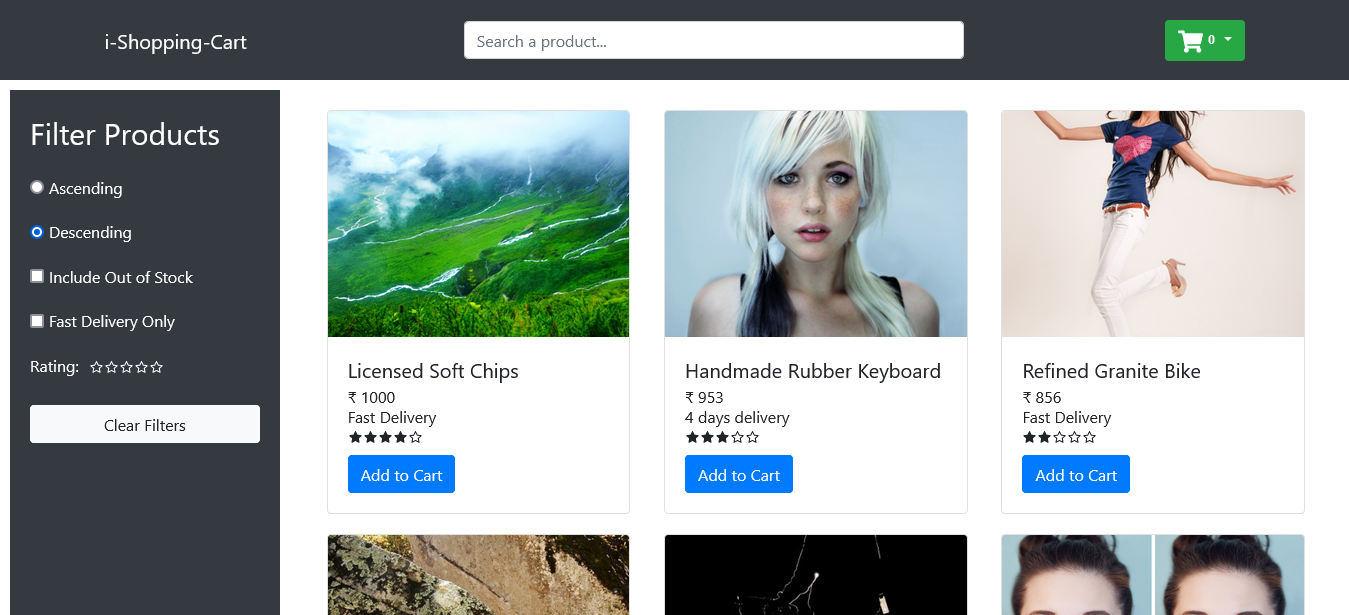 i-Shopping-Cart
Search a product...
0
Filter Products
Ascending
Descending
Include Out of Stock
Fast Delivery Only
Rating:
Clear Filters
Licensed Soft Chips
₹ 1000
Fast Delivery
Add to Cart
Handmade Rubber Keyboard
₹ 953
4 days delivery
Add to Cart
Refined Granite Bike
₹ 856
Fast Delivery
Add to Cart